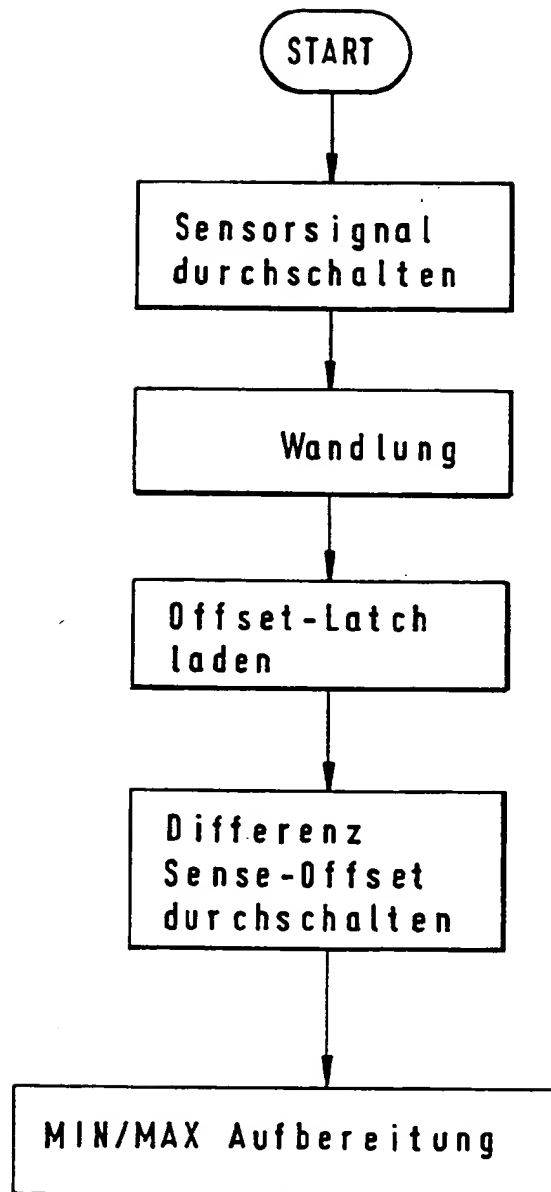 START
Sensorsignal
durchschalten
Wandlung
Offset-Latch
laden
Differenz
Sense-Offset
durchschalten
MIN/MAX Aufbereitung